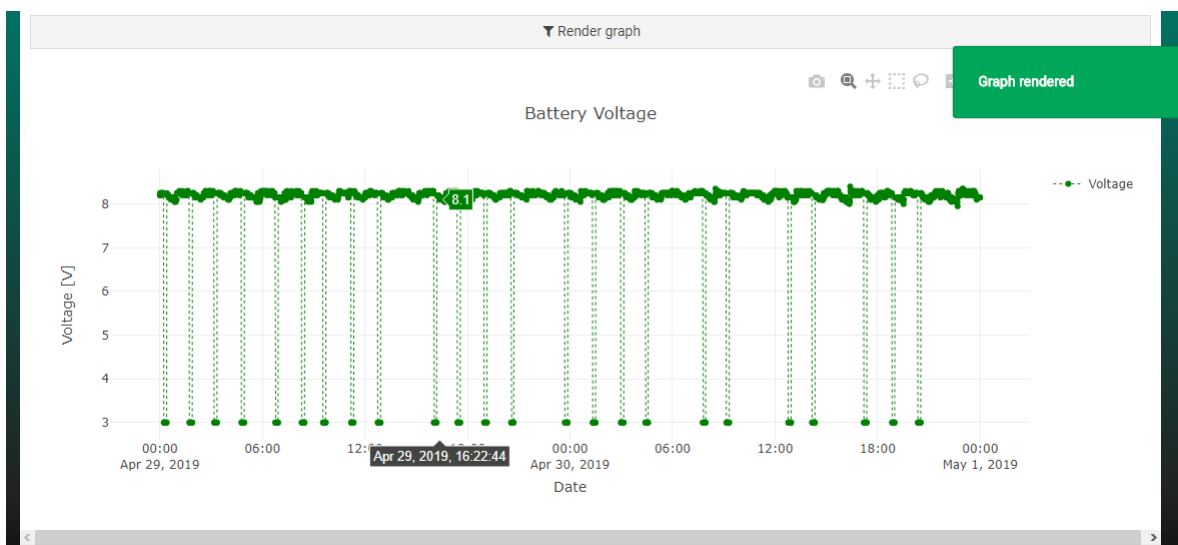 Render graph
Graph rendered
Battery Voltage
Voltage
8.1
8
7
6
5
4
3
Voltage [V]
00:00 06:00 12: 00:00 06:00 12:00 18:00 00:00
Apr 29, 2019, 16:22:44
Apr 29, 2019 Apr 30, 2019 May 1, 2019
Date